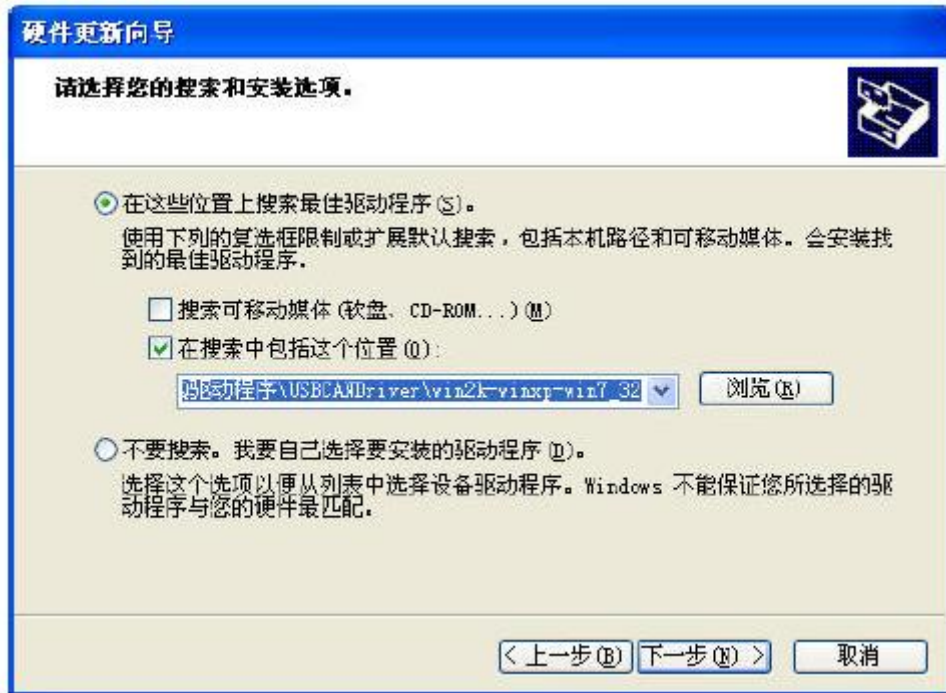 硬件更新向导
请选择您的搜索和安装选项。
在这些位置上搜索最佳驱动程序(S)。
使用下列的复选框限制或扩展默认搜索，包括本机路径和可移动媒体。会安装找
到的最佳驱动程序。
搜索可移动媒体(软盘、CD-ROM...)(M)
在搜索中包括这个位置(O):
驱动程序\USBCANDriver\win2k-winxp-win7_32
浏览(R)
不要搜索。我要自己选择要安装的驱动程序(D)。
选择这个选项以便从列表中选择设备驱动程序。Windows 不能保证您所选择的驱
动程序与您的硬件最匹配。
< 上一步(B) 下一步(N) > 取消